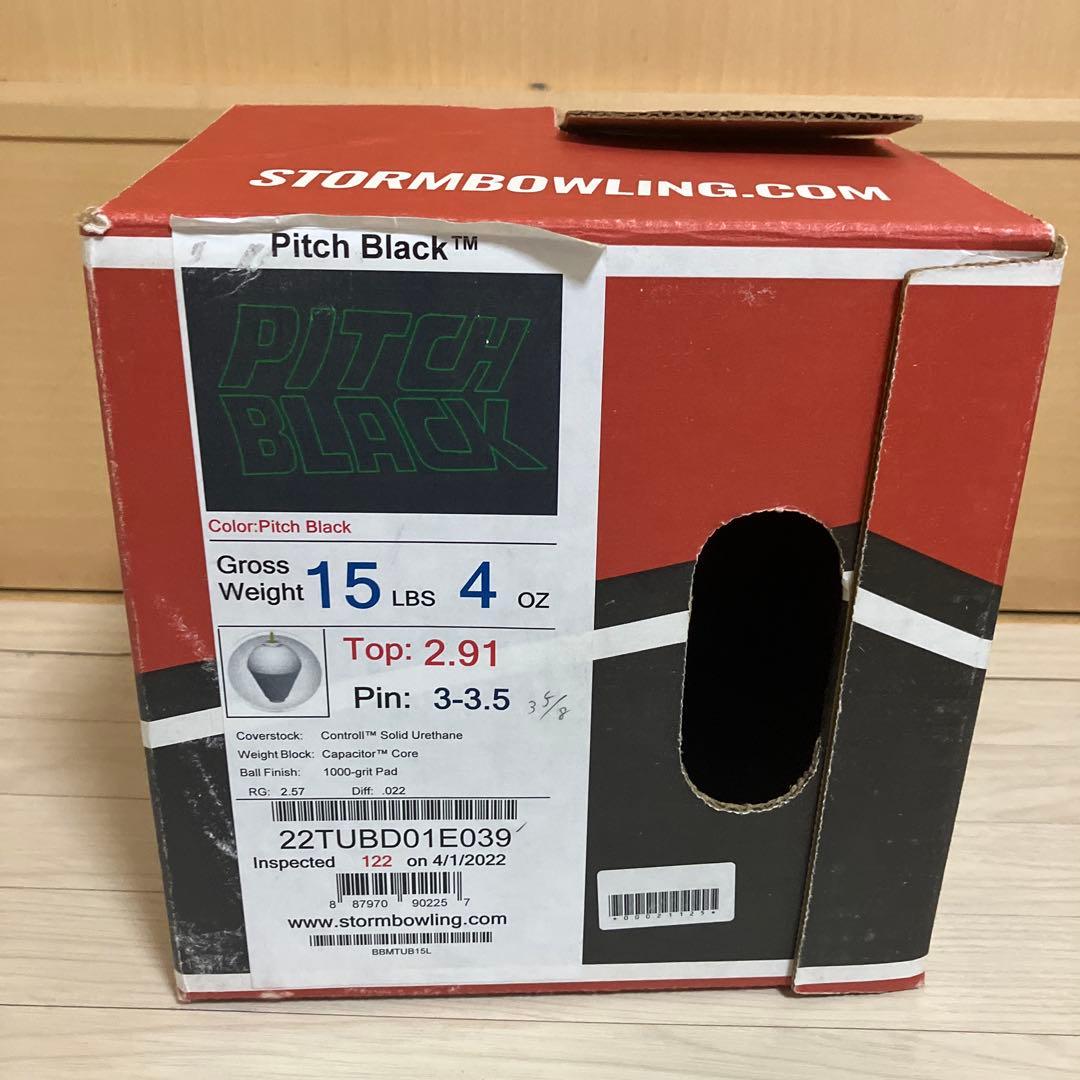 STORMBOWLING.COM
Pitch Black™
PITCH
BLACK
Color:Pitch Black
Gross
Weight 15 LBS 4 OZ
Top: 2.91
Pin: 3-3.5 3 5/8
Coverstock: Controll™ Solid Urethane
Weight Block: Capacitor™ Core
Ball Finish: 1000-grit Pad
RG: 2.57 Diff: .022
22TUBD01E039
Inspected 122 on 4/1/2022
8 87970 90225 7
www.stormbowling.com
BBMTUB15L
*00021125*